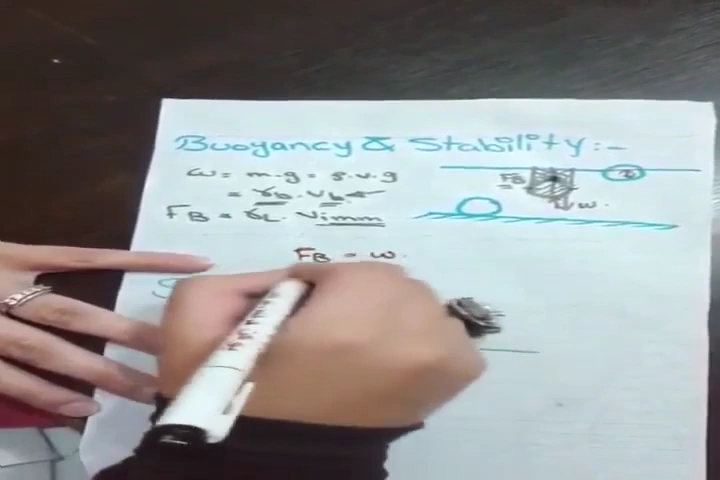 Buoyancy & Stability:-
ω = m.g = ρ.v.g
= γb.Vb
FB
ω.
FB = γL.Vimm
FB = ω.